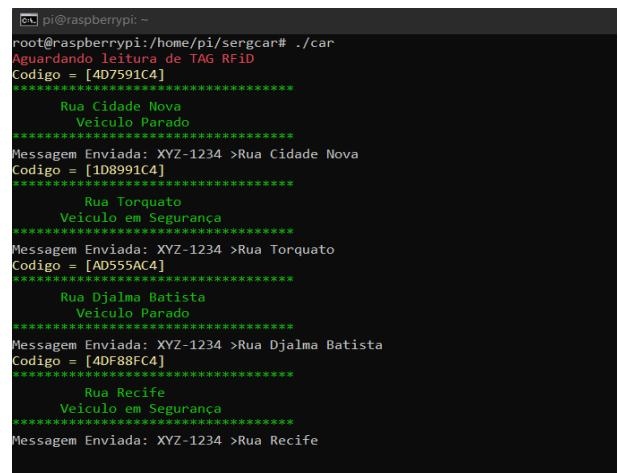 pi@raspberrypi: ~
root@raspberrypi:/home/pi/sergcar# ./car
Aguardando leitura de TAG RFiD
Codigo = [4D7591C4]
***********************************
Rua Cidade Nova
Veiculo Parado
***********************************
Messagem Enviada: XYZ-1234 >Rua Cidade Nova
Codigo = [1D8991C4]
***********************************
Rua Torquato
Veiculo em Segurança
***********************************
Messagem Enviada: XYZ-1234 >Rua Torquato
Codigo = [AD555AC4]
***********************************
Rua Djalma Batista
Veiculo Parado
***********************************
Messagem Enviada: XYZ-1234 >Rua Djalma Batista
Codigo = [4DF88FC4]
***********************************
Rua Recife
Veiculo em Segurança
***********************************
Messagem Enviada: XYZ-1234 >Rua Recife